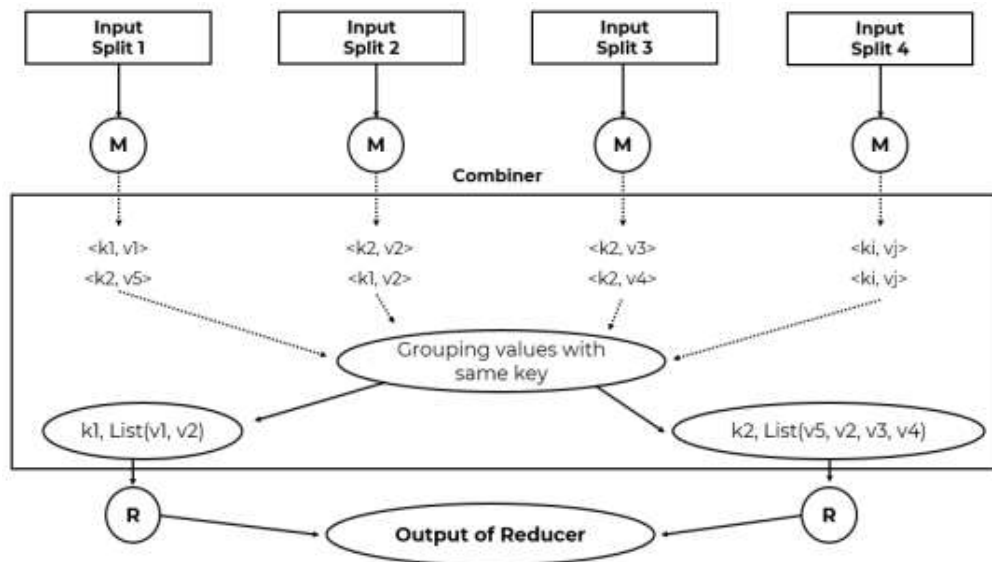 Input
Split 1
Input
Split 2
Input
Split 3
Input
Split 4
M
M
M
M
Combiner
<k1, v1>
<k2, v2>
<k2, v3>
<ki, vj>
<k2, v5>
<k1, v2>
<k2, v4>
<ki, vj>
Grouping values with
same key
k1, List(v1, v2)
k2, List(v5, v2, v3, v4)
R
R
Output of Reducer